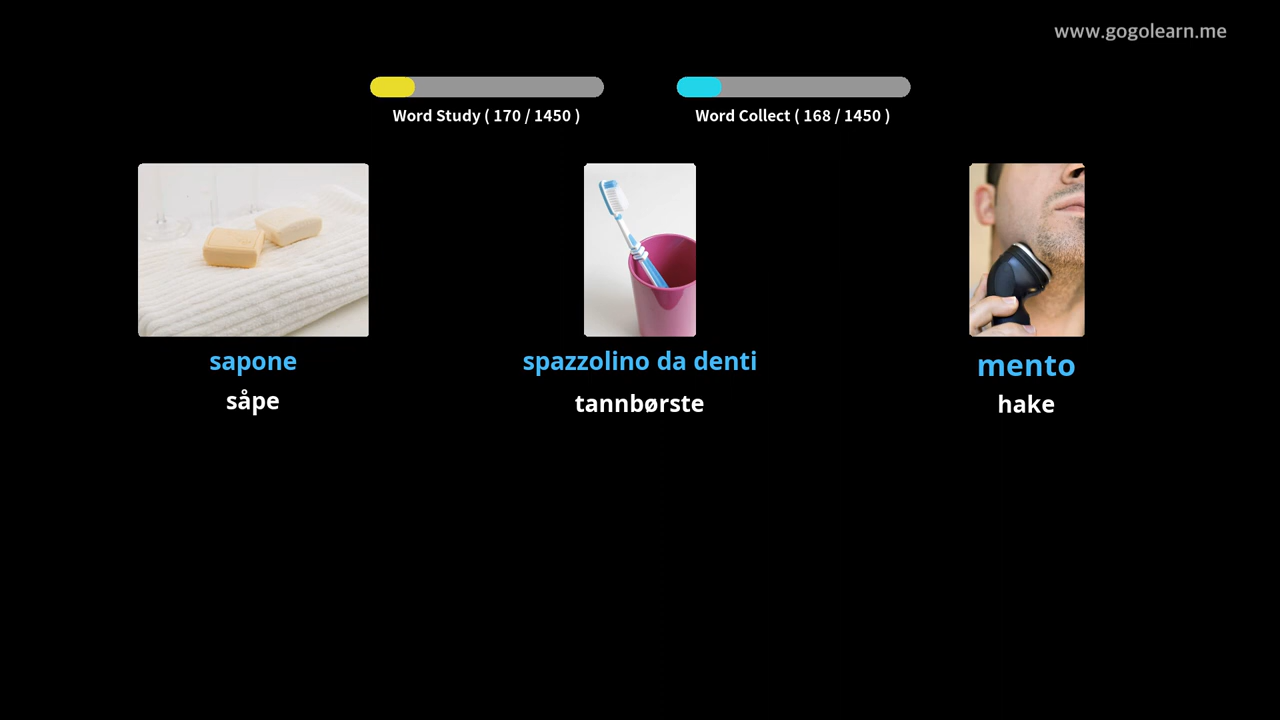 www.gogolearn.me
Word Study ( 170 / 1450 )
Word Collect ( 168 / 1450 )
sapone
såpe
spazzolino da denti
tannbørste
mento
hake